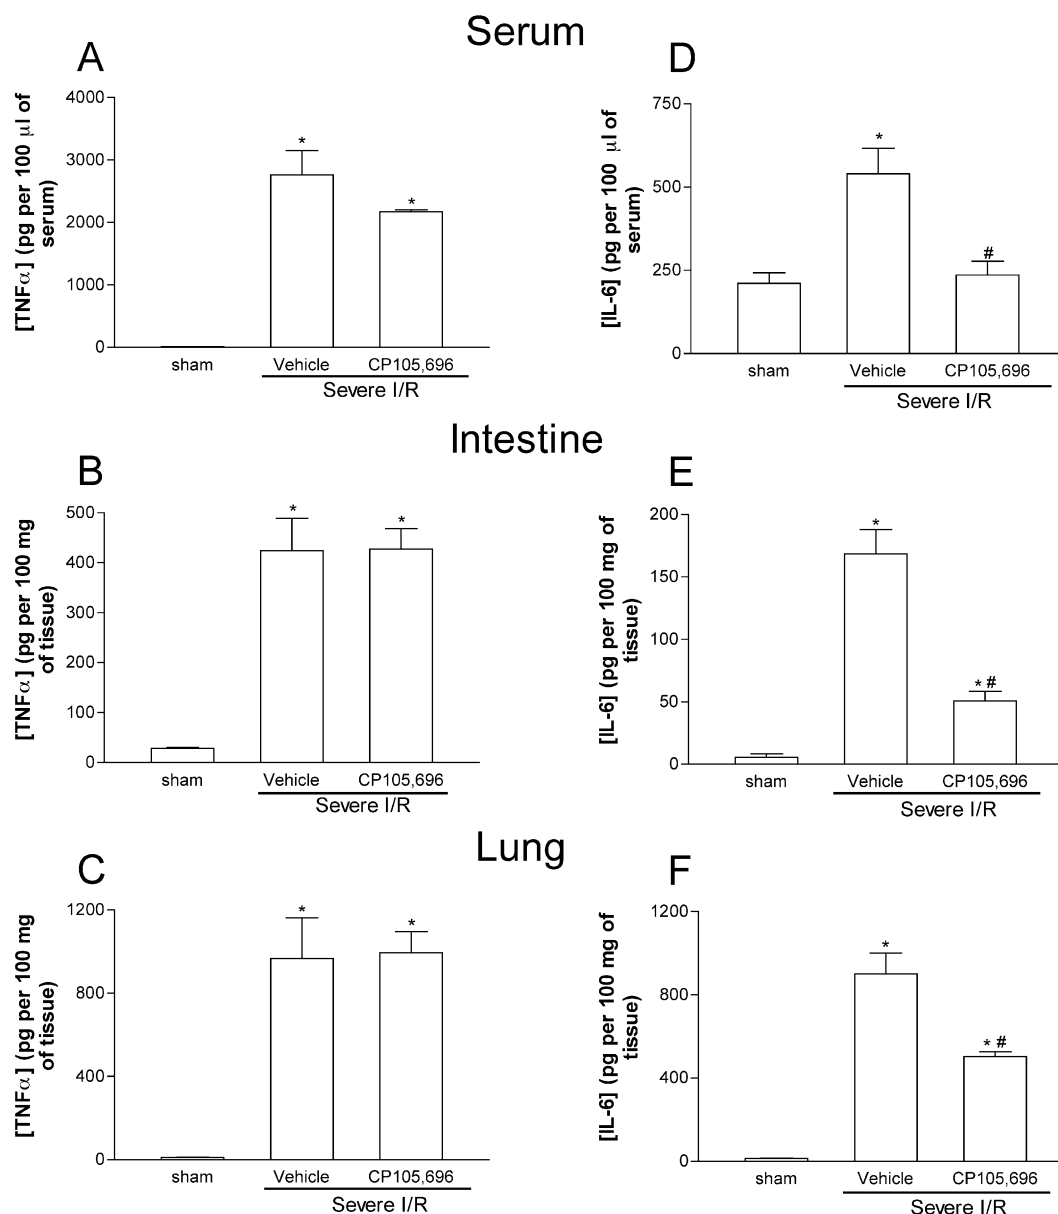 Serum
A
[TNFα] (pg per 100 μl of
serum)
4000
3000
2000
1000
0
*
*
sham
Vehicle
CP105,696
Severe I/R
D
[IL-6] (pg per 100 μl of
serum)
750
500
250
0
*
#
sham
Vehicle
CP105,696
Severe I/R
Intestine
B
[TNFα] (pg per 100 mg
of tissue)
500
400
300
200
100
0
*
*
sham
Vehicle
CP105,696
Severe I/R
E
[IL-6] (pg per 100 mg of
tissue)
200
150
100
50
0
*
* #
sham
Vehicle
CP105,696
Severe I/R
Lung
C
[TNFα] (pg per 100 mg
of tissue)
1200
800
400
0
*
*
sham
Vehicle
CP105,696
Severe I/R
F
[IL-6] (pg per 100 mg of
tissue)
1200
800
400
0
*
* #
sham
Vehicle
CP105,696
Severe I/R